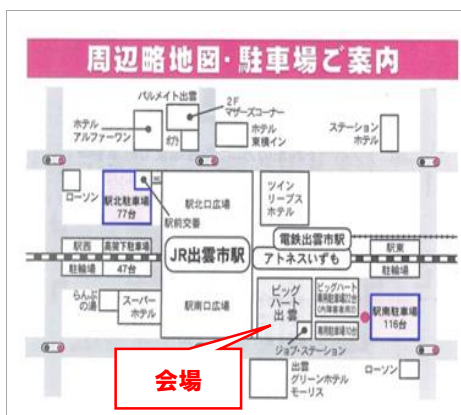 周辺略地図・駐車場ご案内
パルメイト出雲
2F
マザーズコーナー
ホテル
アルファーワン
ホテル
東横イン
ステーション
ホテル
ローソン
駅北駐車場
77台
駅前交番
駅北口広場
ツイン
リーブス
ホテル
電鉄出雲市駅
駅西
駐輪場
高架下駐車場
47台
JR出雲市駅
アトネスいずも
駅東
駐輪場
らんぷ
の湯
スーパー
ホテル
駅南口広場
ビッグ
ハート
出雲
ビッグハート
駅南駐車場
116台
ジョブ・ステーション
会場
出雲
グリーンホテル
モーリス
ローソン